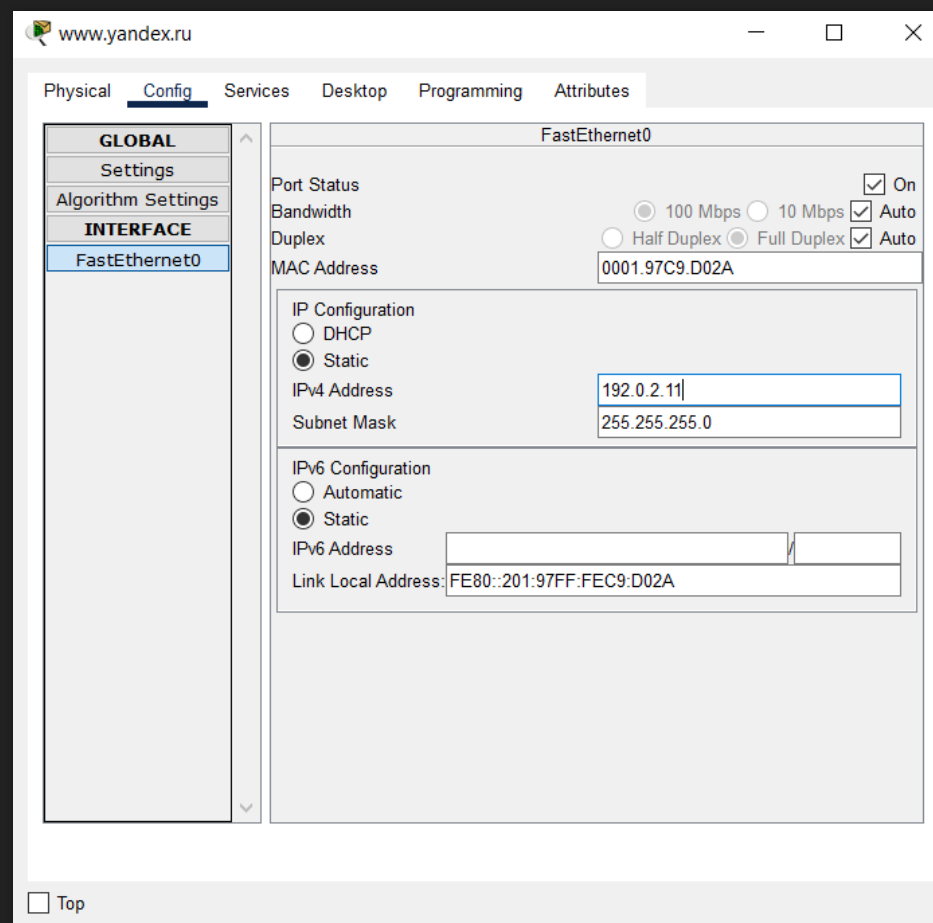 www.yandex.ru
Physical Config Services Desktop Programming Attributes
GLOBAL
Settings
Algorithm Settings
INTERFACE
FastEthernet0
FastEthernet0
Port Status On
Bandwidth 100 Mbps 10 Mbps Auto
Duplex Half Duplex Full Duplex Auto
MAC Address 0001.97C9.D02A
IP Configuration
DHCP
Static
IPv4 Address 192.0.2.11
Subnet Mask 255.255.255.0
IPv6 Configuration
Automatic
Static
IPv6 Address /
Link Local Address: FE80::201:97FF:FEC9:D02A
Top